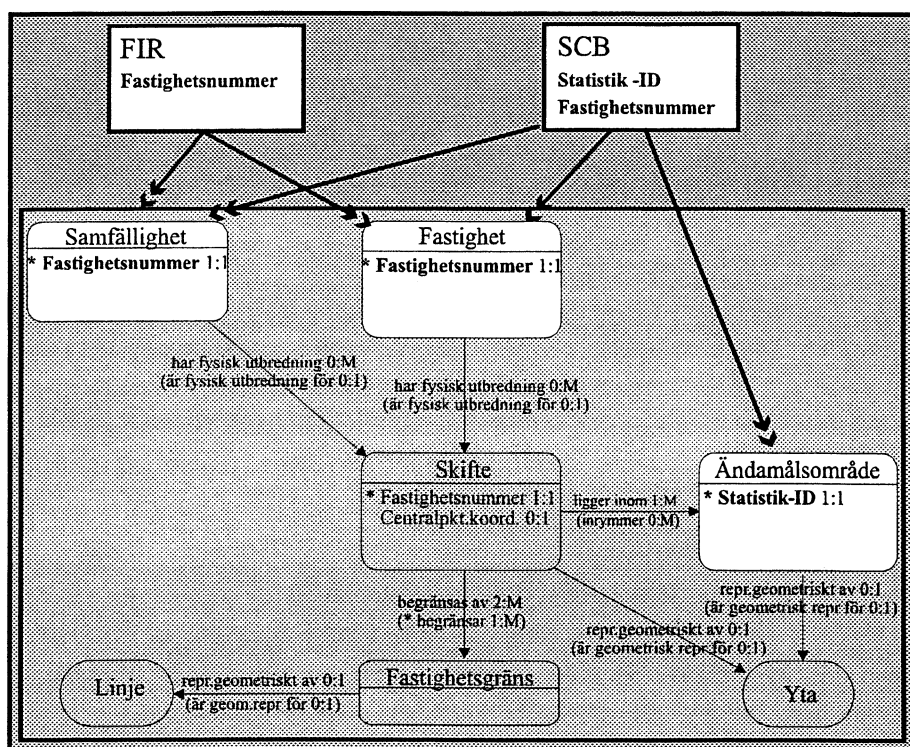 FIR
Fastighetsnummer
SCB
Statistik -ID
Fastighetsnummer
Samfällighet
* Fastighetsnummer 1:1
Fastighet
* Fastighetsnummer 1:1
har fysisk utbredning 0:M
(är fysisk utbredning för 0:1)
har fysisk utbredning 0:M
(är fysisk utbredning för 0:1)
Skifte
* Fastighetsnummet 1:1
Centralpkt.koord. 0:1
ligger inom 1:M
(inrymmer 0:M)
Ändamålsområde
* Statistik-ID 1:1
begränsas av 2:M
(* begränsar 1:M)
repr.geometriskt av 0:1
(är geometrisk repr för 0:1)
repr.geometriskt av 0:1
(är geometrisk repr för 0:1)
Linje
repr.geometriskt av 0:1
(är geom.repr för 0:1)
Fastighetsgräns
Yta